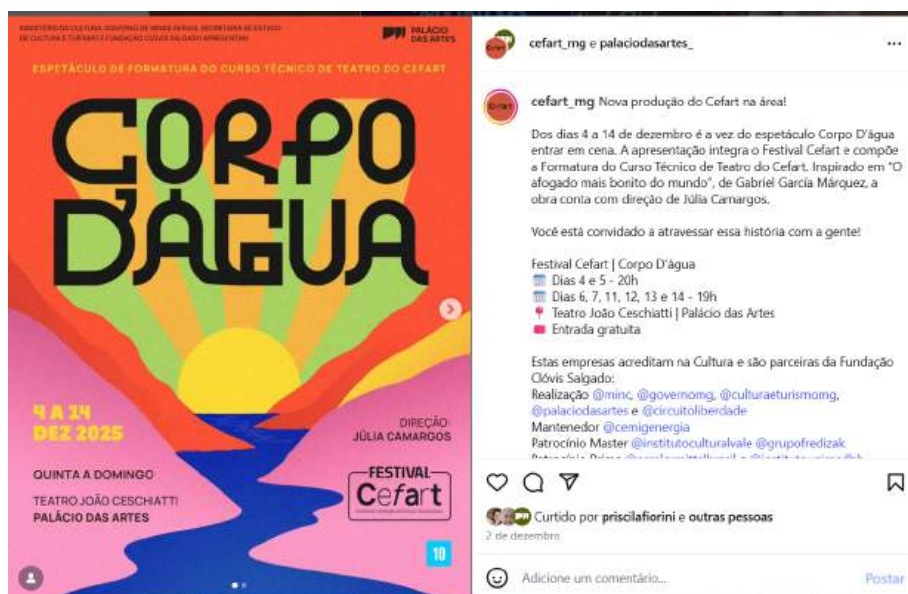 MINISTÉRIO DA CULTURA, GOVERNO DE MINAS GERAIS, SECRETARIA DE ESTADO
DE CULTURA E TURISMO E FUNDAÇÃO CLÓVIS SALGADO APRESENTAM
PALÁCIO
DAS ARTES
ESPETÁCULO DE FORMATURA DO CURSO TÉCNICO DE TEATRO DO CEFART
CORPO
D'ÁGUA
4 A 14
DEZ 2025
QUINTA A DOMINGO
TEATRO JOÃO CESCHIATTI
PALÁCIO DAS ARTES
DIREÇÃO:
JÚLIA CAMARGOS
FESTIVAL
Cefart
10
cefart_mg e palaciodasartes_
cefart_mg Nova produção do Cefart na área!
Dos dias 4 a 14 de dezembro é a vez do espetáculo Corpo D'água
entrar em cena. A apresentação integra o Festival Cefart e compõe
a Formatura do Curso Técnico de Teatro do Cefart. Inspirado em "O
afogado mais bonito do mundo", de Gabriel García Márquez, a
obra conta com direção de Júlia Camargos.
Você está convidado a atravessar essa história com a gente!
Festival Cefart | Corpo D'água
Dias 4 e 5 - 20h
Dias 6, 7, 11, 12, 13 e 14 - 19h
Teatro João Ceschiatti | Palácio das Artes
Entrada gratuita
Estas empresas acreditam na Cultura e são parceiras da Fundação
Clóvis Salgado:
Realização @minc, @governomg, @culturaeturismomg,
@palaciodasartes e @circuitoliberdade
Mantenedor @cemigenergia
Patrocínio Master @institutoculturalvale @grupofredizak
Curtido por priscilafiorini e outras pessoas
2 de dezembro
Adicione um comentário...
Postar